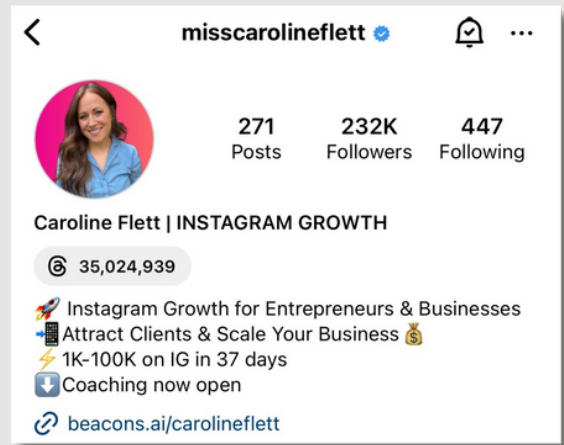 misscarolineflett
271 232K 447
Posts Followers Following
Caroline Flett | INSTAGRAM GROWTH
35,024,939
🚀 Instagram Growth for Entrepreneurs & Businesses
📲Attract Clients & Scale Your Business 💰
⚡1K-100K on IG in 37 days
⬇️Coaching now open
beacons.ai/carolineflett